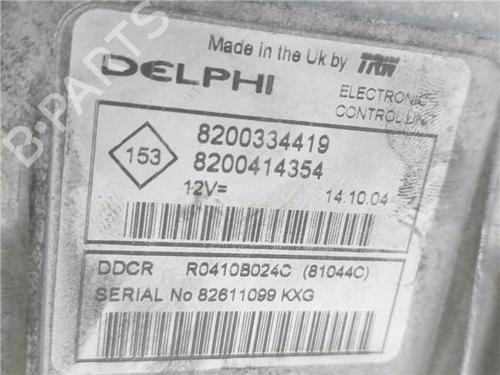 Made in the Uk by TRW
DELPHI
ELECTRONIC
CONTROL UNIT
153
8200334419
8200414354
12V=
14.10.04
DDCR R0410B024C (81044C)
SERIAL No 82611099 KXG
B-PARTS